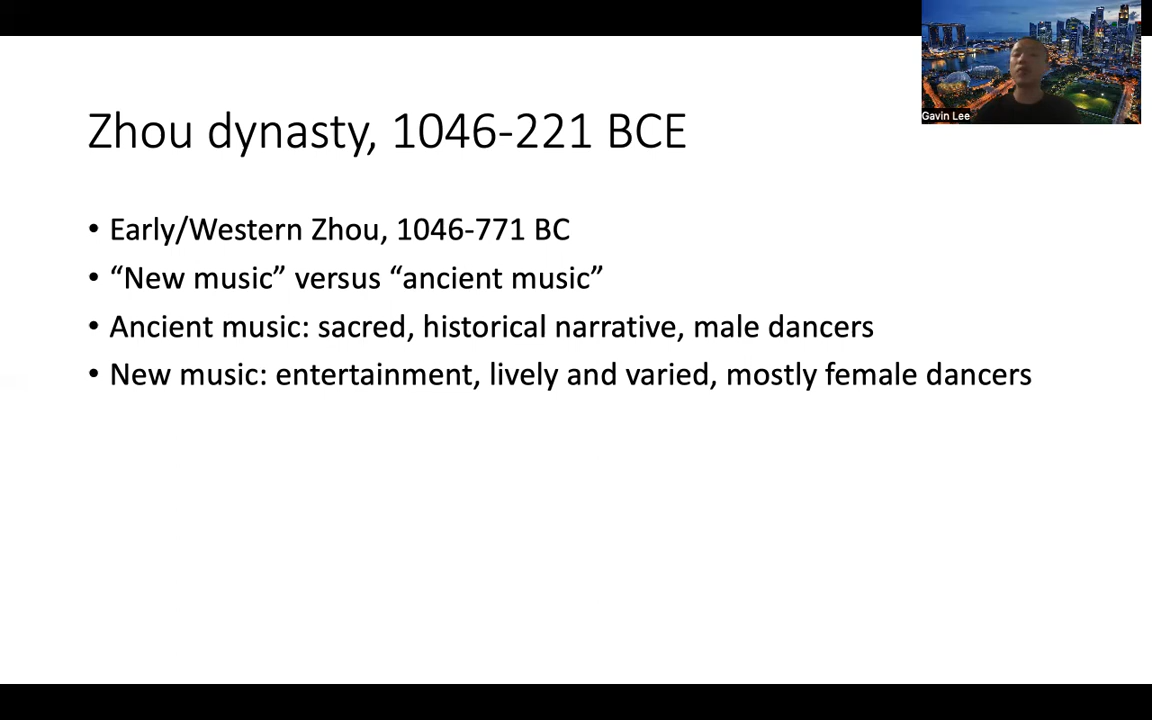 Gavin Lee
Zhou dynasty, 1046-221 BCE
• Early/Western Zhou, 1046-771 BC
• “New music” versus “ancient music”
• Ancient music: sacred, historical narrative, male dancers
• New music: entertainment, lively and varied, mostly female dancers